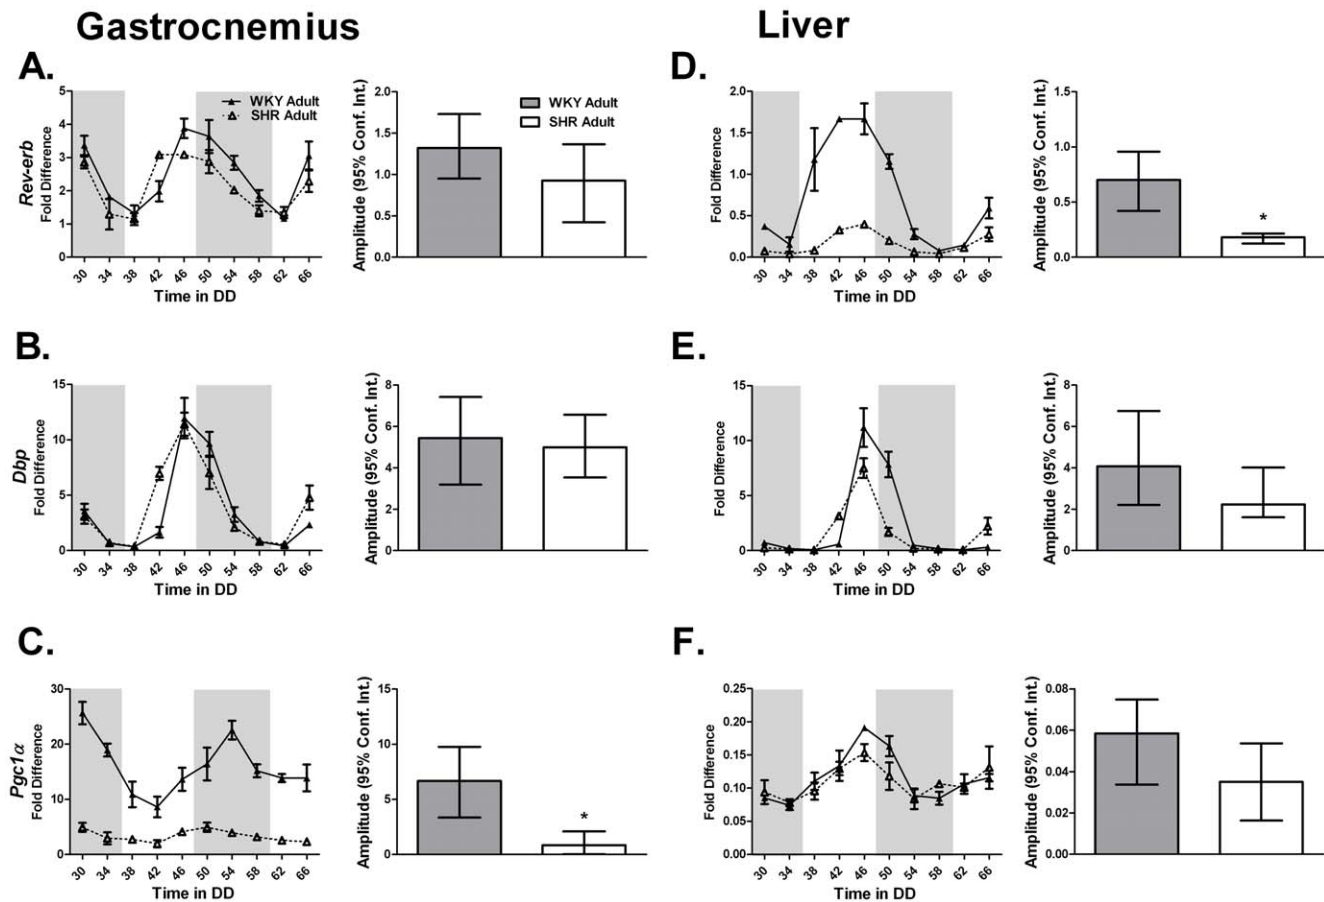 Gastrocnemius
Liver
A.
Rev-erb
Fold Difference
5
4
3
2
1
0
WKY Adult
SHR Adult
30 34 38 42 46 50 54 58 62 66
Time in DD
Amplitude (95% Conf. Int.)
2.0
1.5
1.0
0.5
0.0
WKY Adult
SHR Adult
D.
Fold Difference
2.0
1.5
1.0
0.5
0.0
30 34 38 42 46 50 54 58 62 66
Time in DD
Amplitude (95% Conf. Int.)
1.5
1.0
0.5
0.0
*
B.
Dbp
Fold Difference
15
10
5
0
30 34 38 42 46 50 54 58 62 66
Time in DD
Amplitude (95% Conf. Int.)
8
6
4
2
0
E.
Fold Difference
15
10
5
0
30 34 38 42 46 50 54 58 62 66
Time in DD
Amplitude (95% Conf. Int.)
8
6
4
2
0
C.
Pgc1α
Fold Difference
30
20
10
0
30 34 38 42 46 50 54 58 62 66
Time in DD
Amplitude (95% Conf. Int.)
15
10
5
0
*
F.
Fold Difference
0.25
0.20
0.15
0.10
0.05
0.00
30 34 38 42 46 50 54 58 62 66
Time in DD
Amplitude (95% Conf. Int.)
0.08
0.06
0.04
0.02
0.00